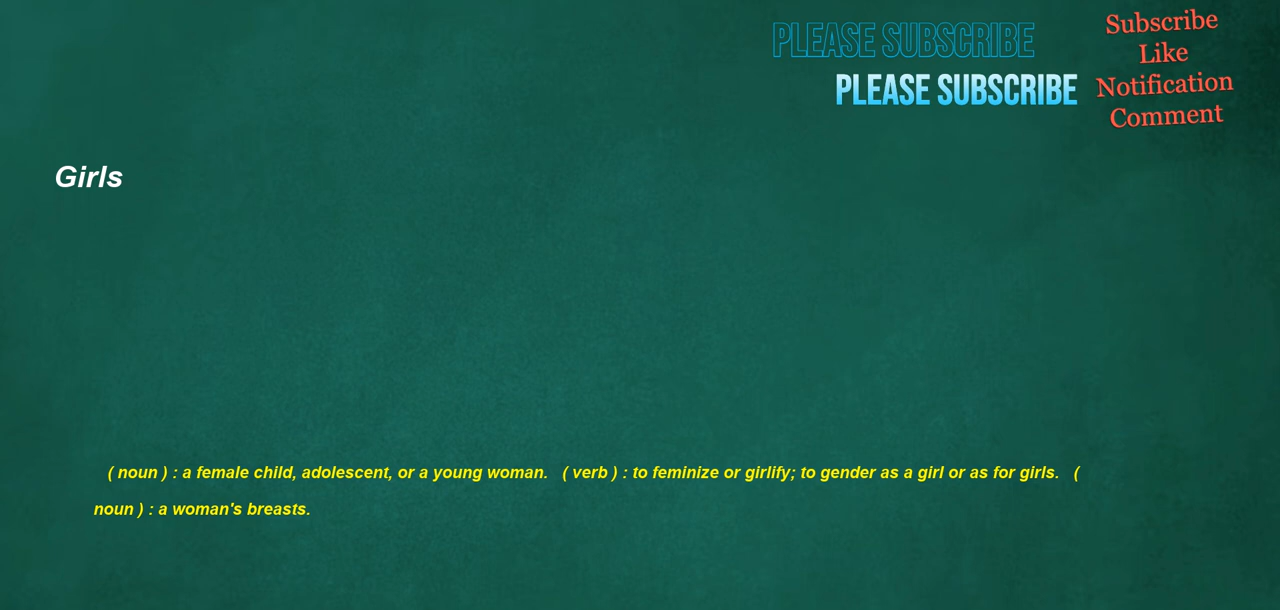 PLEASE SUBSCRIBE
PLEASE SUBSCRIBE
Subscribe
Like
Notification
Comment
Girls
( noun ) : a female child, adolescent, or a young woman. ( verb ) : to feminize or girlify; to gender as a girl or as for girls. (
noun ) : a woman's breasts.